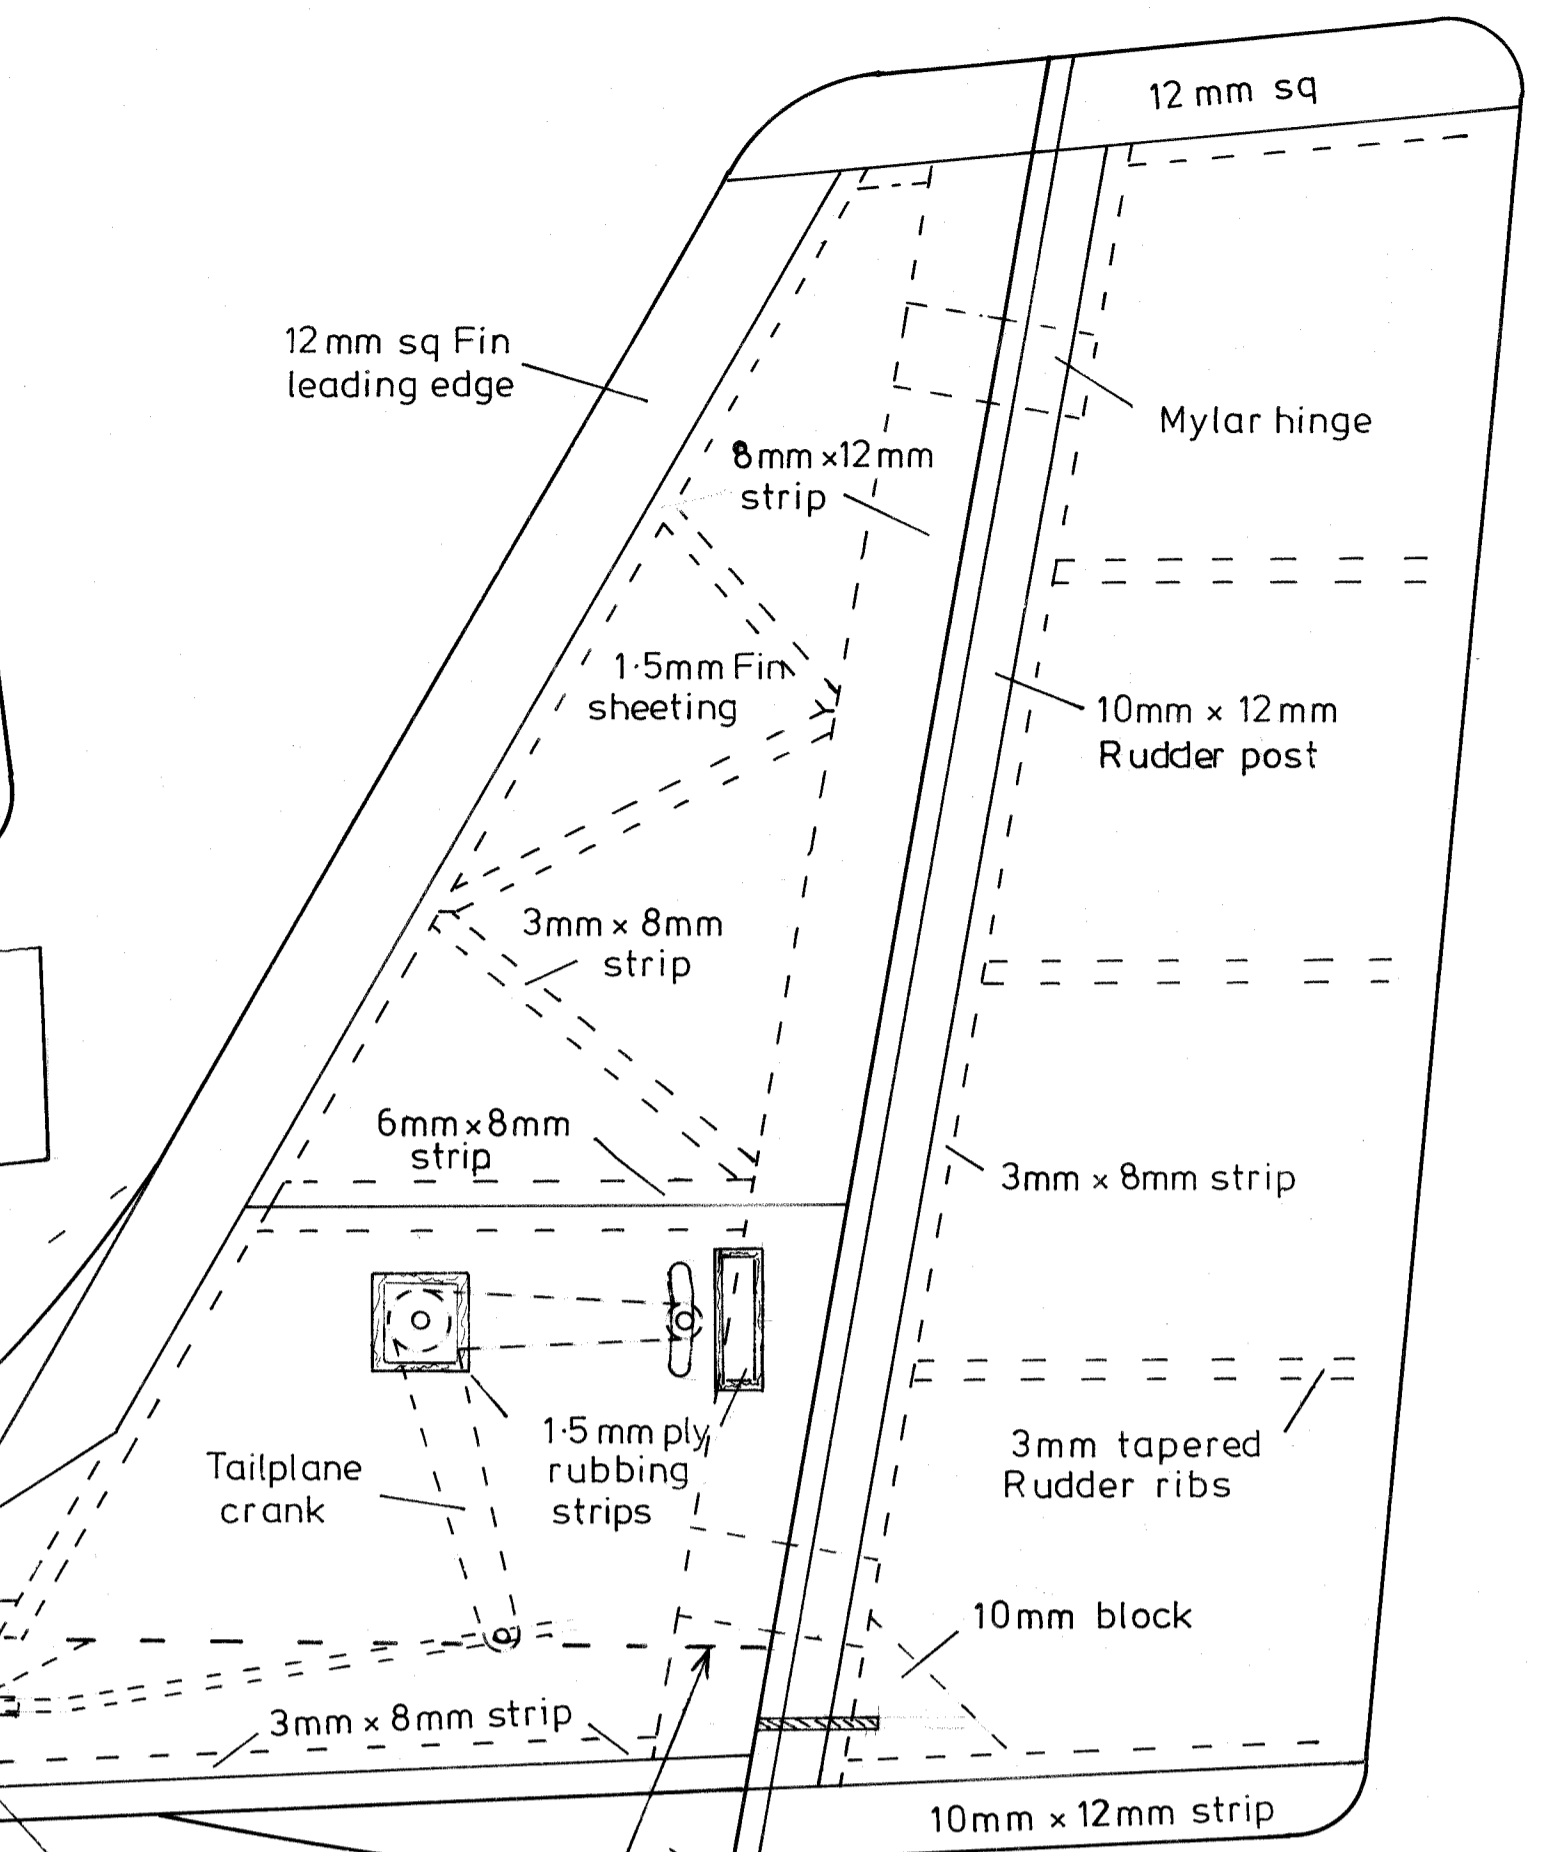 12 mm sq
12mm sq Fin
leading edge
Mylar hinge
8mm x12mm
strip
1·5mm Fin
sheeting
10mm x 12mm
Rudder post
3mm x 8mm
strip
6mm x 8mm
strip
3mm x 8mm strip
1·5 mm ply
rubbing
strips
3mm tapered
Rudder ribs
Tailplane
crank
10mm block
3mm x 8mm strip
10mm x 12mm strip